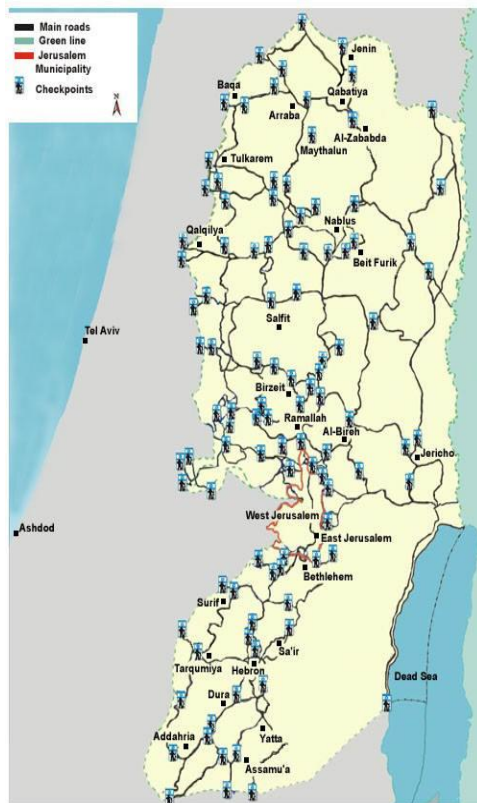 Main roads
Green line
Jerusalem
Municipality
Checkpoints
N
Jenin
Baqa
Qabatiya
Arraba
Al-Zababda
Maythalun
Tulkarem
Nablus
Qalqilya
Beit Furik
Salfit
Tel Aviv
Birzeit
Ramallah
Al-Bireh
Jericho
West Jerusalem
Ashdod
East Jerusalem
Bethlehem
Surif
Sa'ir
Tarqumiya
Hebron
Dead Sea
Dura
Addahria
Yatta
Assamu'a